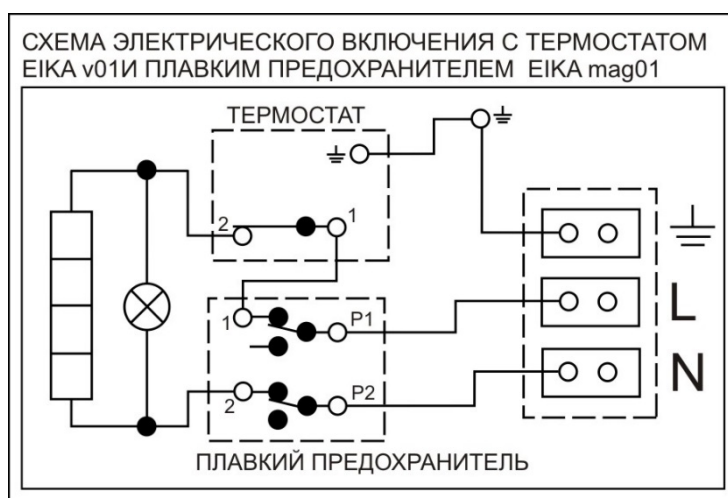 СХЕМА ЭЛЕКТРИЧЕСКОГО ВКЛЮЧЕНИЯ С ТЕРМОСТАТОМ
EIKA v01И ПЛАВКИМ ПРЕДОХРАНИТЕЛЕМ EIKA mag01
ТЕРМОСТАТ
2 1
L
1 P1
N
2 P2
ПЛАВКИЙ ПРЕДОХРАНИТЕЛЬ